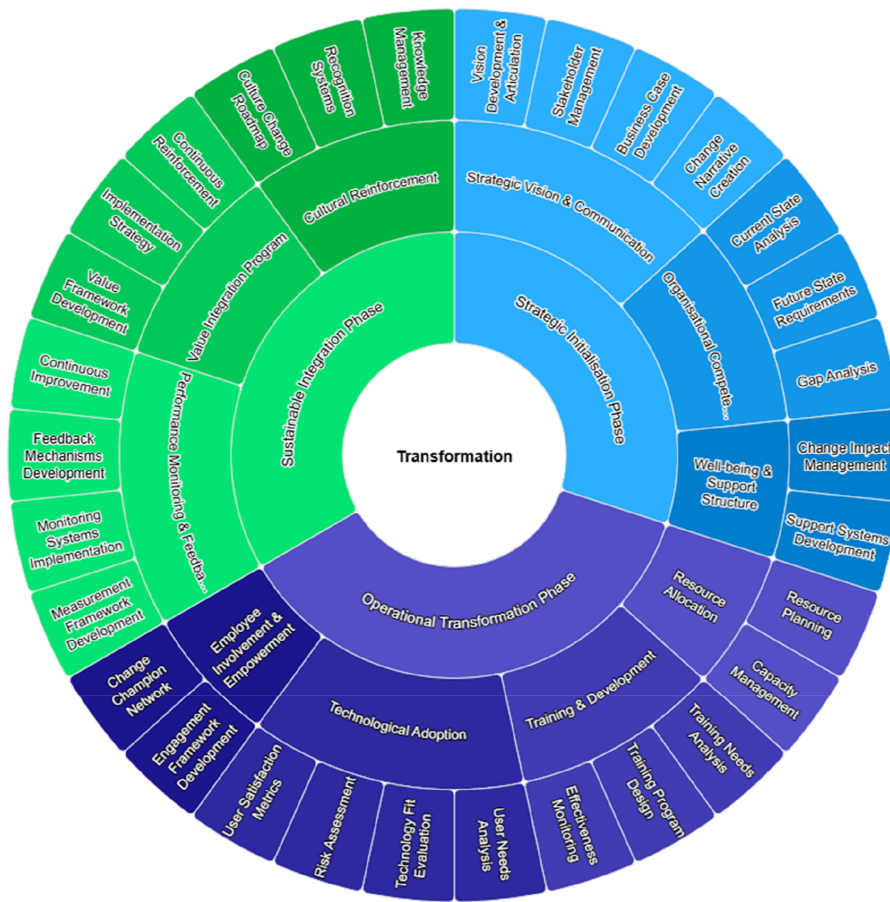 Transformation
Strategic Initialisation Phase
Strategic Vision & Communication
Vision
Development &
Articulation
Stakeholder
Management
Business Case
Development
Change
Narrative
Creation
Organisational Compete...
Current State
Analysis
Future State
Requirements
Gap Analysis
Well-being &
Support
Structure
Change Impact
Management
Support Systems
Development
Operational Transformation Phase
Resource
Allocation
Resource
Planning
Capacity
Management
Training & Development
Training Needs
Analysis
Training Program
Design
Effectiveness
Monitoring
Technological Adoption
User Needs
Analysis
Technology Fit
Evaluation
Risk Assessment
User Satisfaction
Metrics
Employee
Involvement &
Empowerment
Engagement
Framework
Development
Change
Champion
Network
Sustainable Integration Phase
Performance Monitoring & Feedba...
Measurement
Framework
Development
Monitoring
Systems
Implementation
Feedback
Mechanisms
Development
Continuous
Improvement
Value Integration Program
Value
Framework
Development
Implementation
Strategy
Continuous
Reinforcement
Cultural Reinforcement
Culture Change
Roadmap
Recognition
Systems
Knowledge
Management